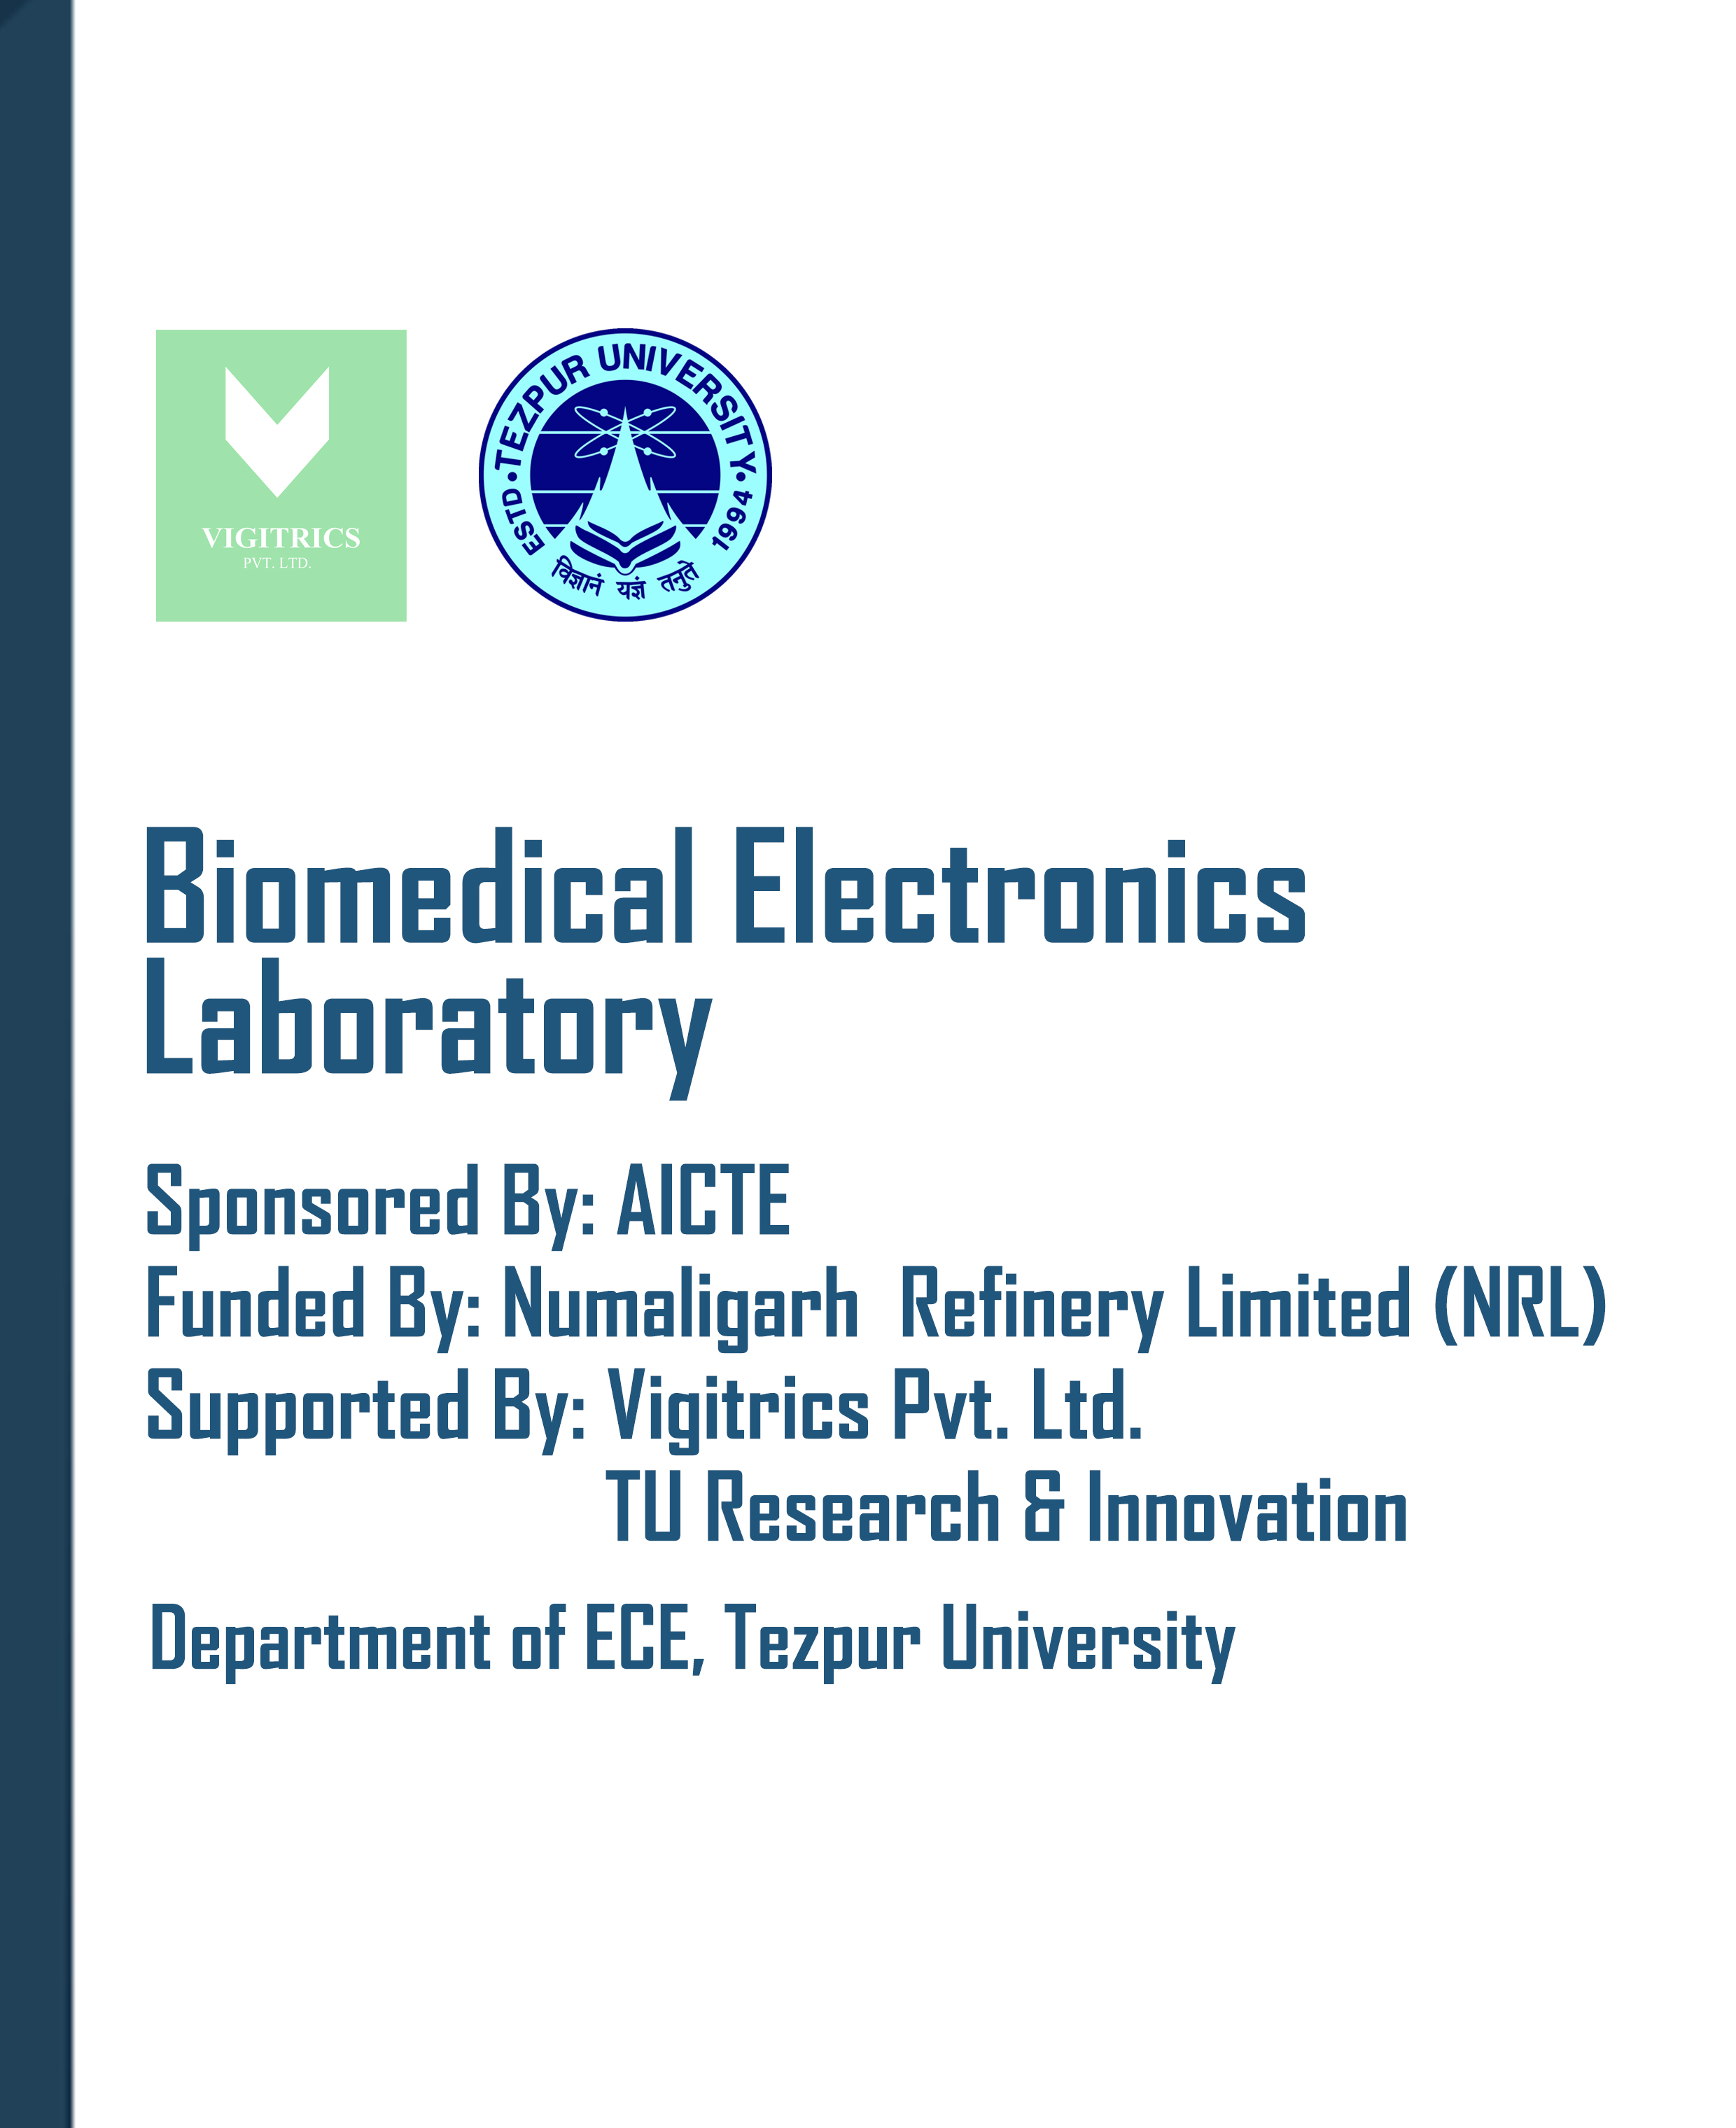 VIGITRICS
PVT. LTD.
TEZPUR UNIVERSITY
ESTD 1994
विज्ञानं यज्ञं तनुते
Biomedical Electronics
Laboratory
Sponsored By: AICTE
Funded By: Numaligarh Refinery Limited (NRL)
Supported By: Vigitrics Pvt. Ltd.
TU Research & Innovation
Department of ECE, Tezpur University